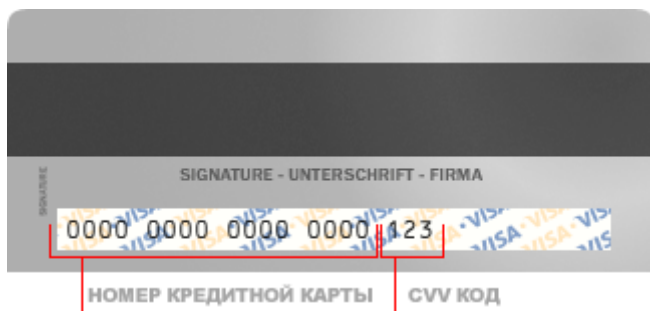 SIGNATURE - UNTERSCHRIFT - FIRMA
SIGNATURE
0000 0000 0000 0000 123
НОМЕР КРЕДИТНОЙ КАРТЫ CVV КОД